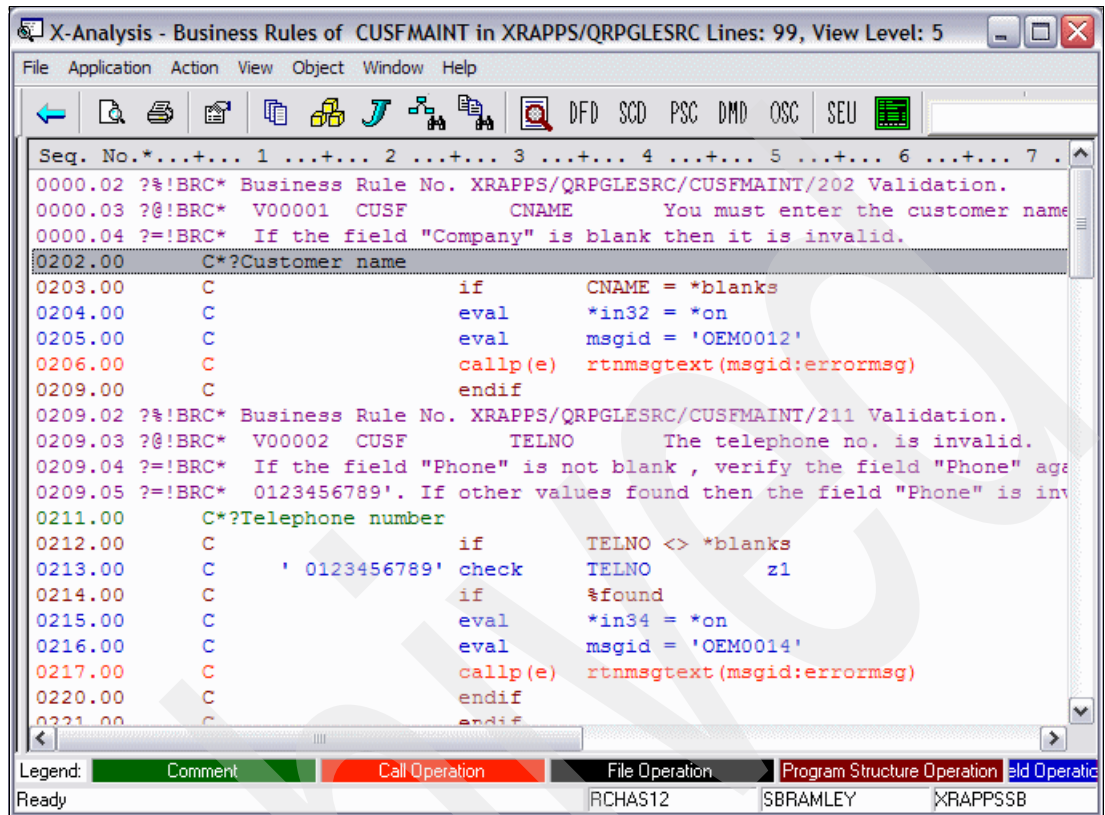 X-Analysis - Business Rules of CUSFMAINT in XRAPPS/QRPGLESRC Lines: 99, View Level: 5
File Application Action View Object Window Help
DFD SCD PSC DMD OSC SEU
Seq. No.*...+... 1 ...+... 2 ...+... 3 ...+... 4 ...+... 5 ...+... 6 ...+... 7 .
0000.02 ?%!BRC* Business Rule No. XRAPPS/QRPGLESRC/CUSFMAINT/202 Validation.
0000.03 ?@!BRC* V00001 CUSF CNAME You must enter the customer name
0000.04 ?=!BRC* If the field "Company" is blank then it is invalid.
0202.00 C*?Customer name
0203.00 C if CNAME = *blanks
0204.00 C eval *in32 = *on
0205.00 C eval msgid = 'OEM0012'
0206.00 C callp(e) rtnmsgtext(msgid:errormsg)
0209.00 C endif
0209.02 ?%!BRC* Business Rule No. XRAPPS/QRPGLESRC/CUSFMAINT/211 Validation.
0209.03 ?@!BRC* V00002 CUSF TELNO The telephone no. is invalid.
0209.04 ?=!BRC* If the field "Phone" is not blank , verify the field "Phone" aga
0209.05 ?=!BRC* 0123456789'. If other values found then the field "Phone" is inv
0211.00 C*?Telephone number
0212.00 C if TELNO <> *blanks
0213.00 C ' 0123456789' check TELNO z1
0214.00 C if %found
0215.00 C eval *in34 = *on
0216.00 C eval msgid = 'OEM0014'
0217.00 C callp(e) rtnmsgtext(msgid:errormsg)
0220.00 C endif
0221.00 C endif
Legend: Comment Call Operation File Operation Program Structure Operation eld Operatio
Ready RCHAS12 SBRAMLEY XRAPPSSB